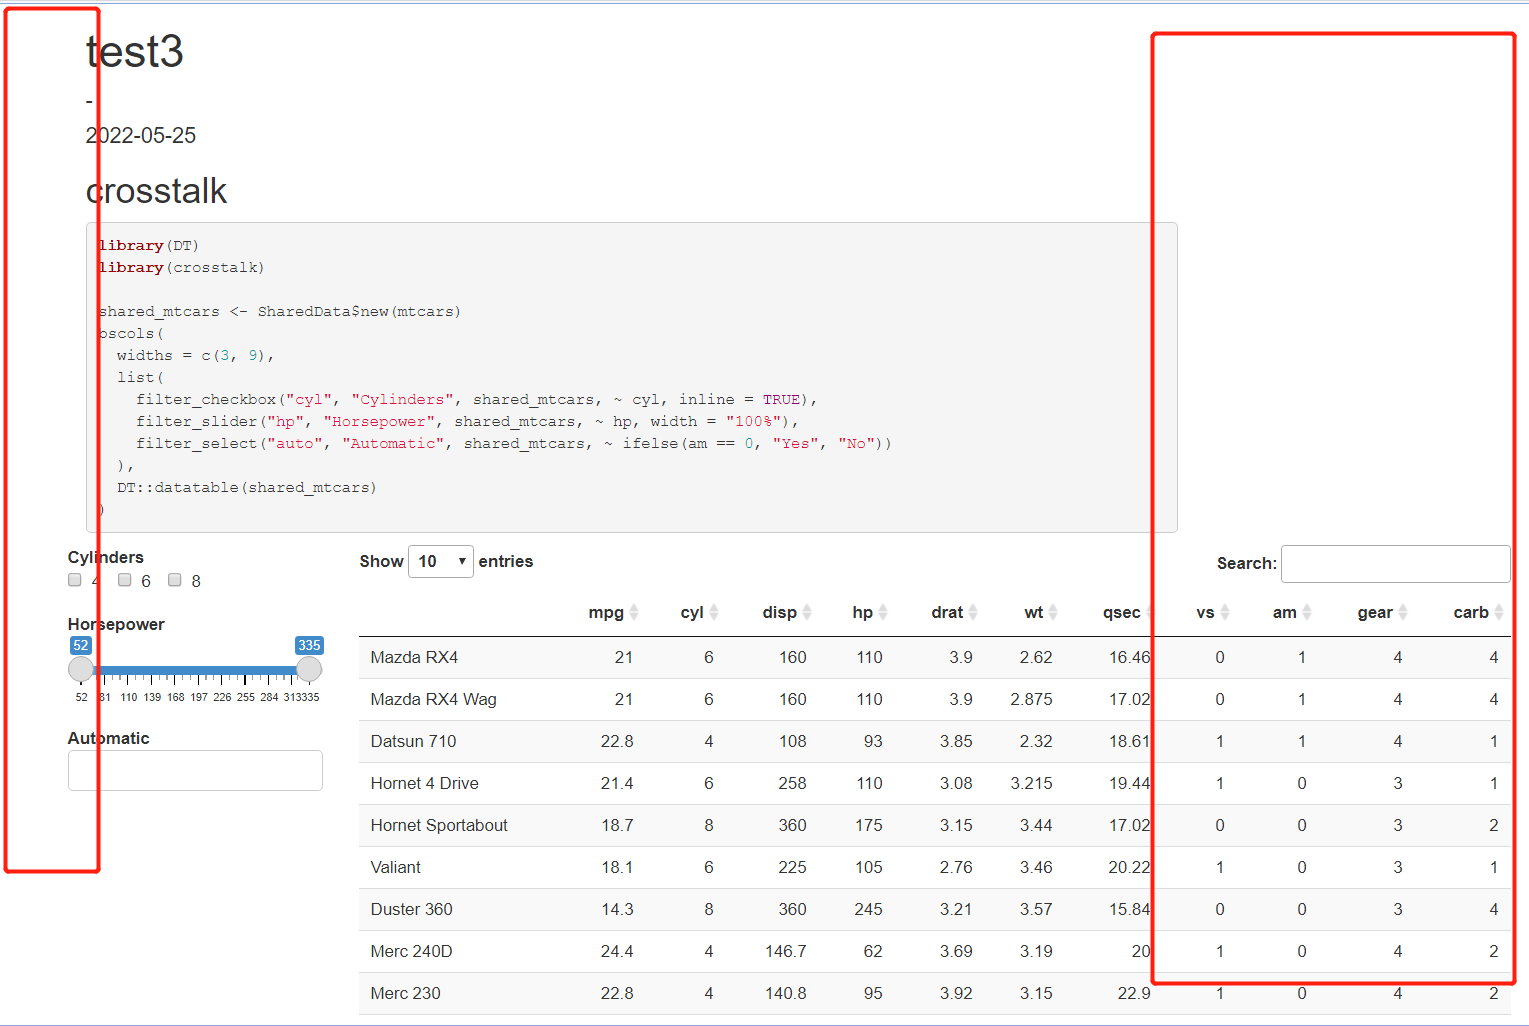 test3
-
2022-05-25
crosstalk
library(DT)
library(crosstalk)
shared_mtcars <- SharedData$new(mtcars)
bscols(
widths = c(3, 9),
list(
filter_checkbox("cyl", "Cylinders", shared_mtcars, ~ cyl, inline = TRUE),
filter_slider("hp", "Horsepower", shared_mtcars, ~ hp, width = "100%"),
filter_select("auto", "Automatic", shared_mtcars, ~ ifelse(am == 0, "Yes", "No"))
),
DT::datatable(shared_mtcars)
)
Cylinders
4 6 8
Horsepower
52 335
52 81 110 139 168 197 226 255 284 313335
Automatic
Show 10 entries
Search:
mpg cyl disp hp drat wt qsec vs am gear carb
Mazda RX4 21 6 160 110 3.9 2.62 16.46 0 1 4 4
Mazda RX4 Wag 21 6 160 110 3.9 2.875 17.02 0 1 4 4
Datsun 710 22.8 4 108 93 3.85 2.32 18.61 1 1 4 1
Hornet 4 Drive 21.4 6 258 110 3.08 3.215 19.44 1 0 3 1
Hornet Sportabout 18.7 8 360 175 3.15 3.44 17.02 0 0 3 2
Valiant 18.1 6 225 105 2.76 3.46 20.22 1 0 3 1
Duster 360 14.3 8 360 245 3.21 3.57 15.84 0 0 3 4
Merc 240D 24.4 4 146.7 62 3.69 3.19 20 1 0 4 2
Merc 230 22.8 4 140.8 95 3.92 3.15 22.9 1 0 4 2